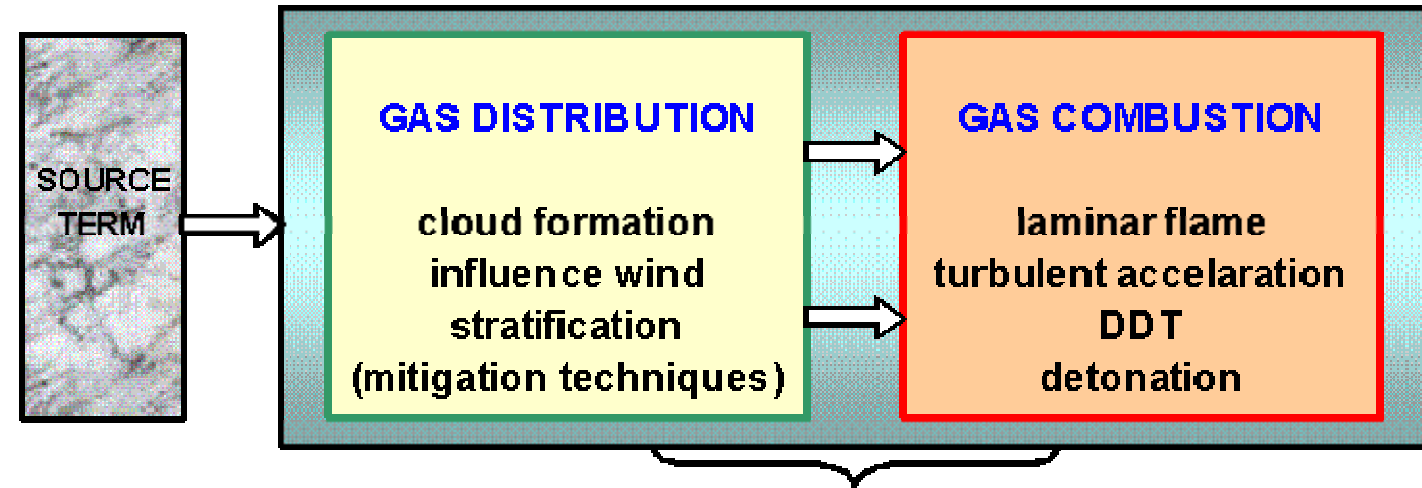 SOURCE
TERM
GAS DISTRIBUTION
cloud formation
influence wind
stratification
(mitigation techniques)
GAS COMBUSTION
laminar flame
turbulent accelaration
DDT
detonation